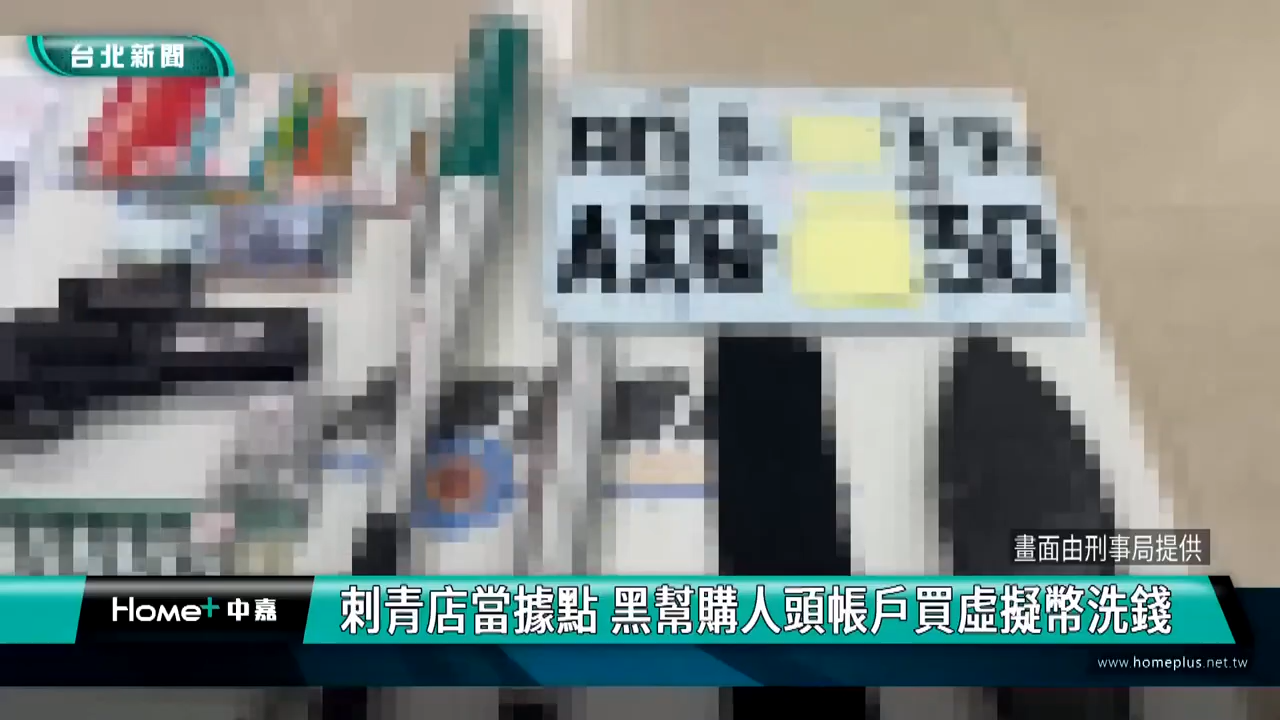 台北新聞
畫面由刑事局提供
Home+中嘉
刺青店當據點 黑幫購人頭帳戶買虛擬幣洗錢
www.homeplus.net.tw